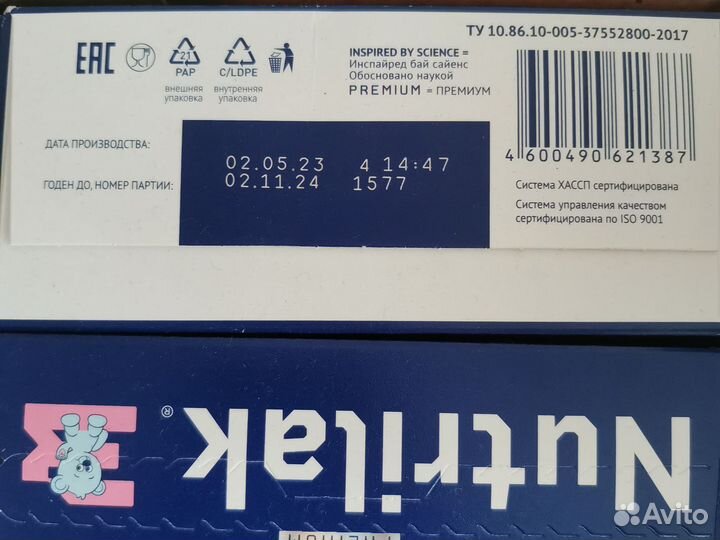 ТУ 10.86.10-005-37552800-2017
EAC
21
PAP
C/LDPE
внешняя
упаковка
внутренняя
упаковка
INSPIRED BY SCIENCE =
Инспайред бай сайенс
Обосновано наукой
PREMIUM = ПРЕМИУМ
ДАТА ПРОИЗВОДСТВА:
02.05.23 4 14:47
ГОДЕН ДО, НОМЕР ПАРТИИ:
02.11.24 1577
4 600490 621387
Система ХАССП сертифицирована
Система управления качеством
сертифицирована по ISO 9001
Nutrilak®
PREMIUM
Avito